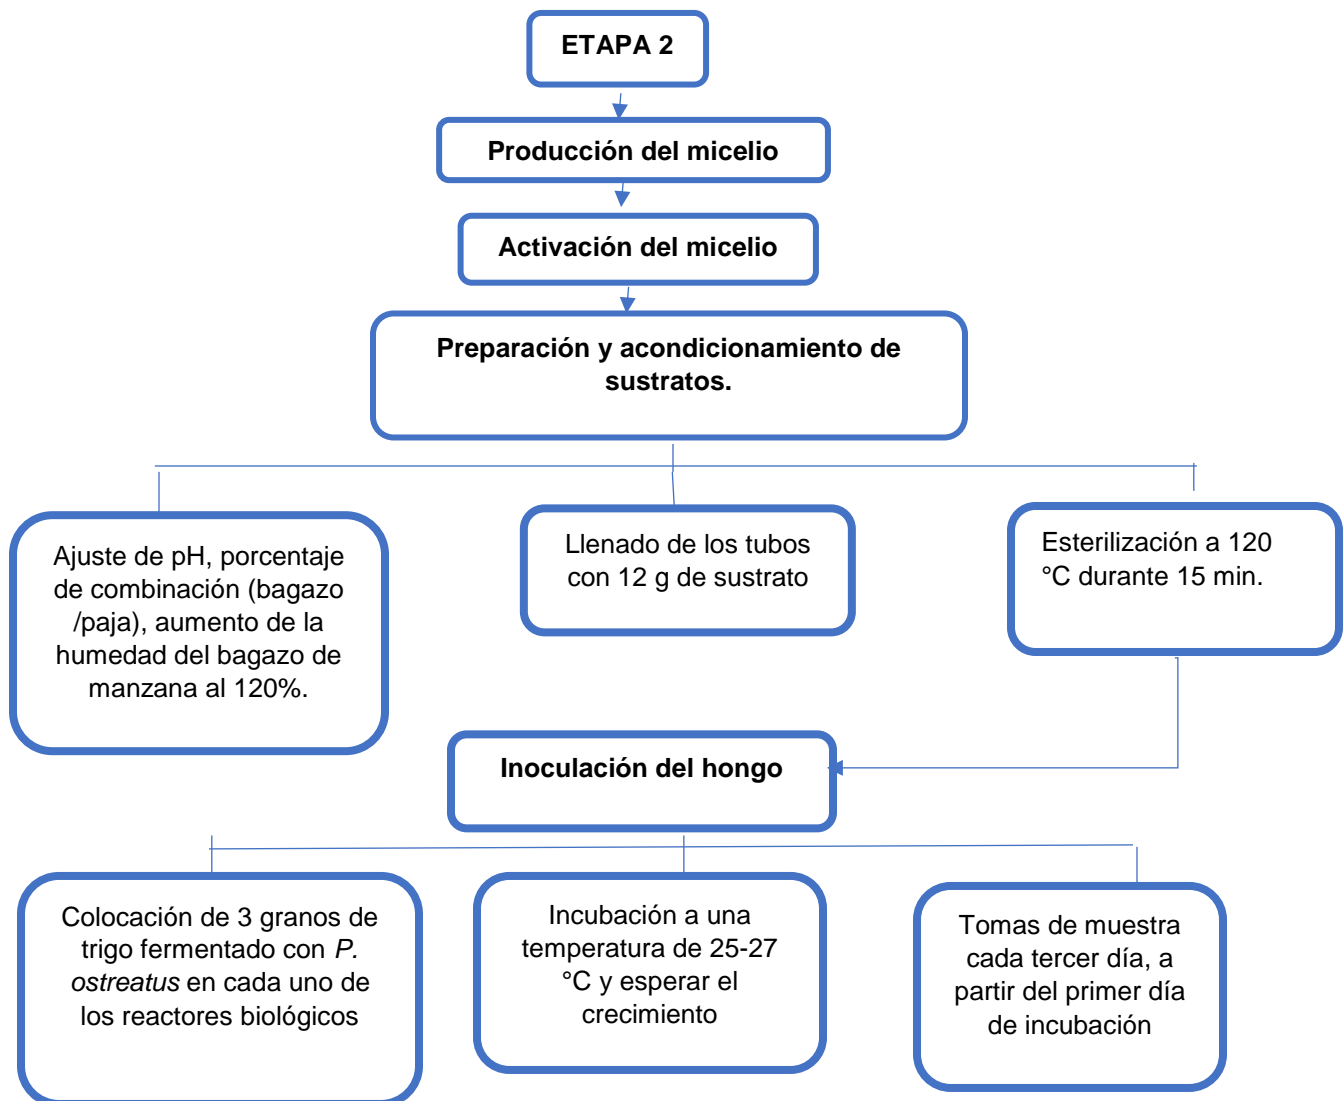 ETAPA 2
Producción del micelio
Activación del micelio
Preparación y acondicionamiento de
sustratos.
Ajuste de pH, porcentaje
de combinación (bagazo
/paja), aumento de la
humedad del bagazo de
manzana al 120%.
Llenado de los tubos
con 12 g de sustrato
Esterilización a 120
°C durante 15 min.
Inoculación del hongo
Colocación de 3 granos de
trigo fermentado con P.
ostreatus en cada uno de
los reactores biológicos
Incubación a una
temperatura de 25-27
°C y esperar el
crecimiento
Tomas de muestra
cada tercer día, a
partir del primer día
de incubación